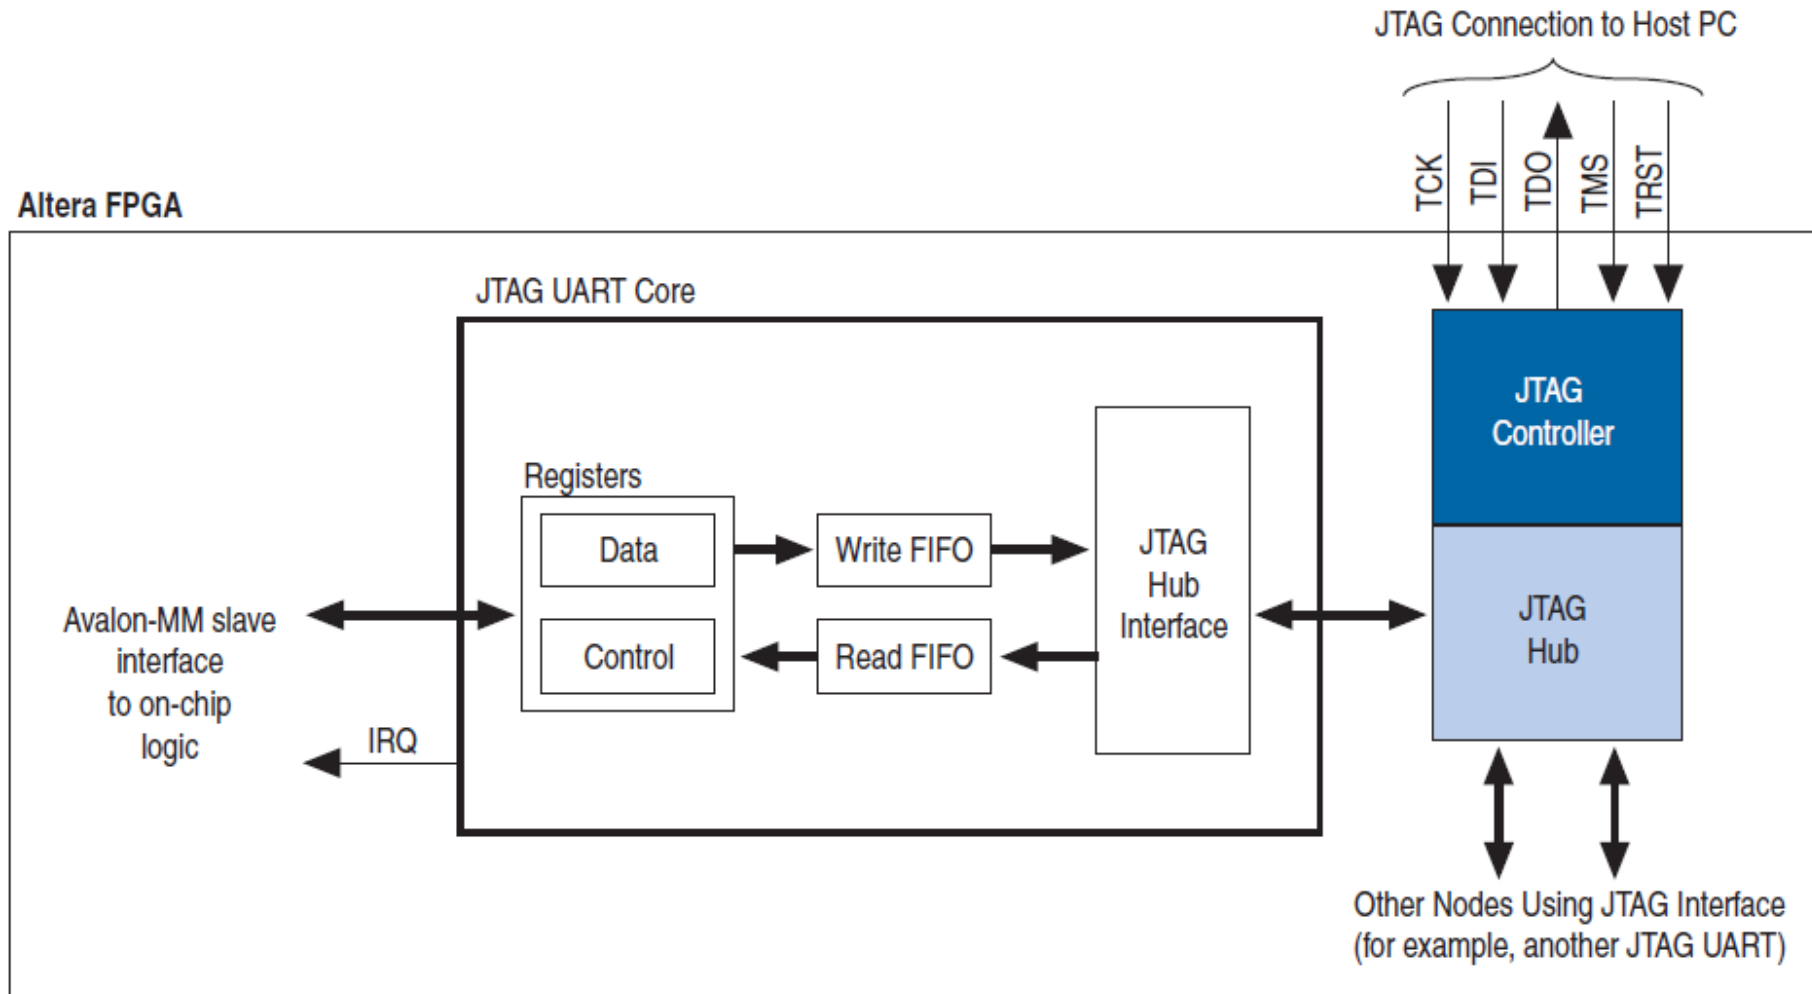 JTAG Connection to Host PC
TCK
TDI
TDO
TMS
TRST
Altera FPGA
JTAG UART Core
JTAG
Controller
Registers
Data
Write FIFO
JTAG
Hub
Interface
Control
Read FIFO
JTAG
Hub
Avalon-MM slave
interface
to on-chip
logic
IRQ
Other Nodes Using JTAG Interface
(for example, another JTAG UART)